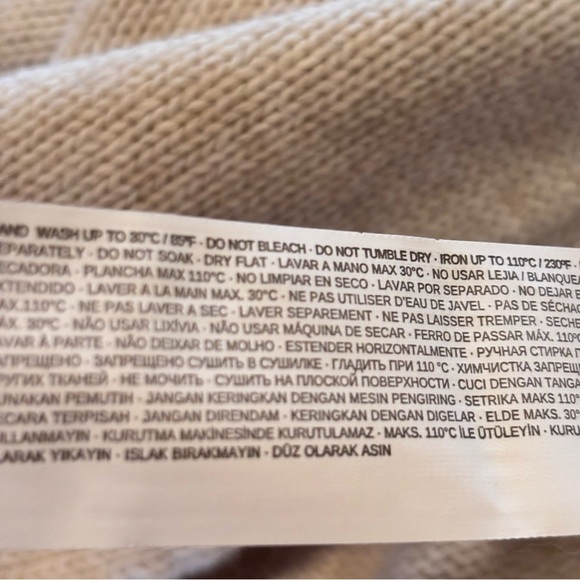 AND WASH UP TO 30°C / 85°F · DO NOT BLEACH · DO NOT TUMBLE DRY · IRON UP TO 110°C / 230°F ·
EPARATELY · DO NOT SOAK · DRY FLAT · LAVAR A MANO MAX 30°C · NO USAR LEJIA / BLANQUEA
ECADORA · PLANCHA MAX 110°C · NO LIMPIAR EN SECO · LAVAR POR SEPARADO · NO DEJAR E
XTENDIDO · LAVER A LA MAIN MAX. 30°C · NE PAS UTILISER D'EAU DE JAVEL · PAS DE SÉCHAG
AX.110°C · NE PAS LAVER A SEC · LAVER SEPAREMENT · NE PAS LAISSER TREMPER · SECHE
ÁX. 30°C · NÃO USAR LIXÍVIA · NÃO USAR MÁQUINA DE SECAR · FERRO DE PASSAR MÁX. 110°
AVAR À PARTE · NÃO DEIXAR DE MOLHO · ESTENDER HORIZONTALMENTE · РУЧНАЯ СТИРКА П
АПРЕЩЕНО · ЗАПРЕЩЕНО СУШИТЬ В СУШИЛКЕ · ГЛАДИТЬ ПРИ 110 °C · ХИМЧИСТКА ЗАПРЕЩ
РУГИХ ТКАНЕЙ · НЕ МОЧИТЬ · СУШИТЬ НА ПЛОСКОЙ ПОВЕРХНОСТИ · CUCI DENGAN TANGA
UNAKAN PEMUTIH · JANGAN KERINGKAN DENGAN MESIN PENGIRING · SETRIKA MAKS 110°
ECARA TERPISAH · JANGAN DIRENDAM · KERINGKAN DENGAN DIGELAR · ELDE MAKS. 30°
ULLANMAYIN · KURUTMA MAKİNESİNDE KURUTULAMAZ · MAKS. 110°C İLE ÜTÜLEYİN · KURU
LARAK YIKAYIN · ISLAK BIRAKMAYIN · DÜZ OLARAK ASIN